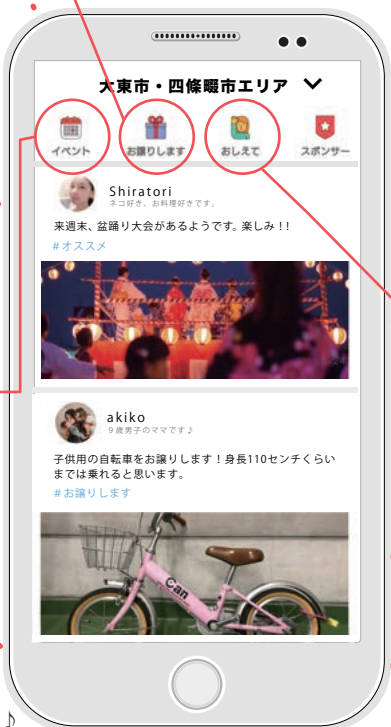 大東市・四條畷市エリア
イベント お譲りします おしえて スポンサー
Shiratori
ネコ好き、お料理好きです。
来週末、盆踊り大会があるようです。楽しみ!!
#オススメ
akiko
9歳男子のママです♪
子供用の自転車をお譲りします！身長110センチくらい
までは乗れると思います。
#お譲りします
Can
♪